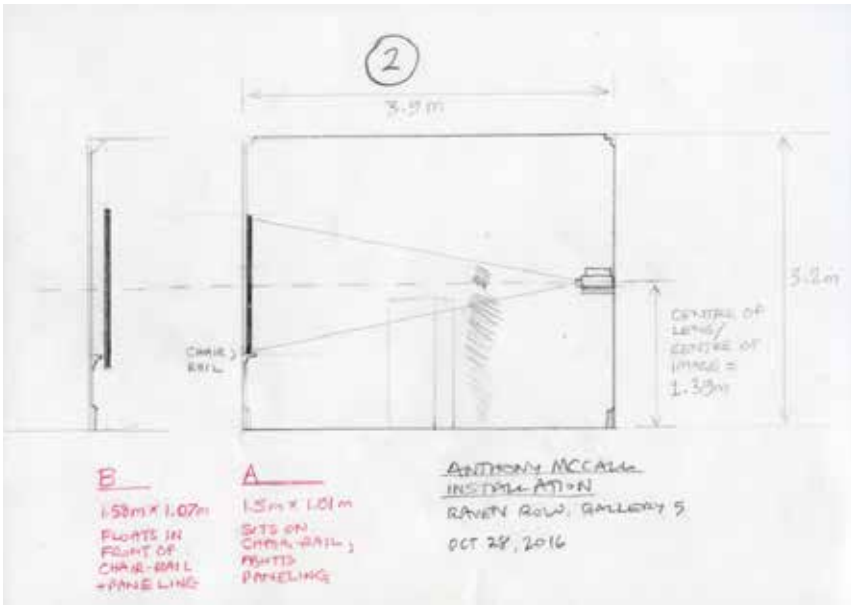 2
3.9m
3.2m
CENTRE OF
LENS/
CENTRE OF
IMAGE =
1.39m
CHAIR
RAIL
B
1.58m x 1.07m
FLOATS IN
FRONT OF
CHAIR-RAIL
+ PANELING
A
1.5m x 1.01m
SITS ON
CHAIR-RAIL,
ABUTTS
PANELING
ANTHONY MCCALL
INSTALLATION
RAVEN ROW, GALLERY 5
OCT 28, 2016